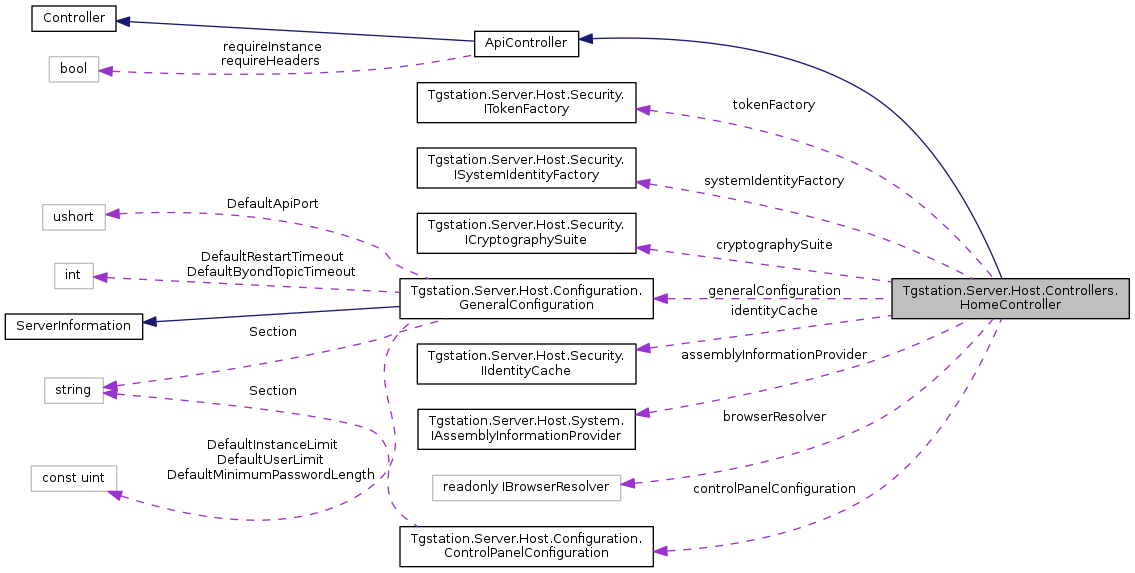 Controller
ApiController
requireInstance
requireHeaders
bool
Tgstation.Server.Host.Security.
ITokenFactory
tokenFactory
Tgstation.Server.Host.Security.
ISystemIdentityFactory
systemIdentityFactory
ushort
DefaultApiPort
Tgstation.Server.Host.Security.
ICryptographySuite
cryptographySuite
int
DefaultRestartTimeout
DefaultByondTopicTimeout
Tgstation.Server.Host.Configuration.
GeneralConfiguration
generalConfiguration
Tgstation.Server.Host.Controllers.
HomeController
identityCache
ServerInformation
Section
Tgstation.Server.Host.Security.
IIdentityCache
assemblyInformationProvider
string
Section
Tgstation.Server.Host.System.
IAssemblyInformationProvider
browserResolver
DefaultInstanceLimit
DefaultUserLimit
DefaultMinimumPasswordLength
const uint
readonly IBrowserResolver
controlPanelConfiguration
Tgstation.Server.Host.Configuration.
ControlPanelConfiguration